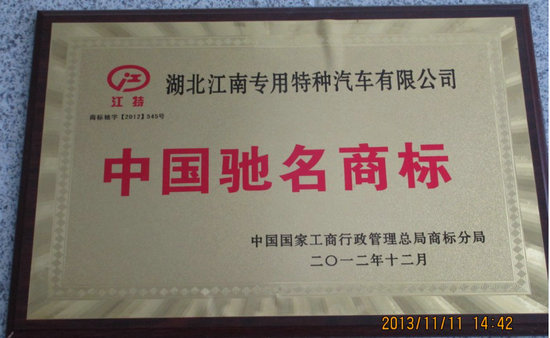 湖北江南专用特种汽车有限公司
江特
商标驰字【2012】545号
中国驰名商标
中国国家工商行政管理总局商标分局
二〇一二年十二月
2013/11/11 14:42